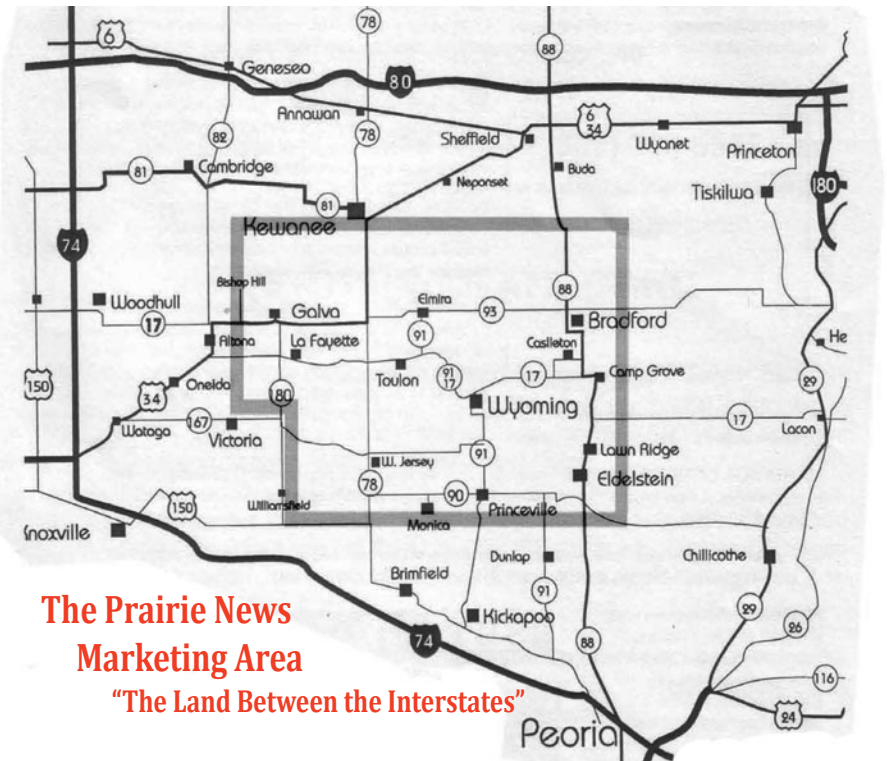 78
6
88
Geneseo
80
Annawan
78
6
34
82
Sheffield
Wyanet
Princeton
81
Cambridge
Buda
Neponset
Tiskilwa
180
81
Kewanee
74
Bishop Hill
88
Woodhull
Galva
Elmira
93
Bradford
17
91
Altona
La Fayette
Castleton
He
150
34
Oneida
180
Toulon
91
17
17
Camp Grove
29
Wyoming
167
Wataga
Victoria
17
Lacon
91
Lawn Ridge
W. Jersey
78
Eldelstein
150
Williamsfield
90
Princeville
Knoxville
Monica
Dunlap
Chillicothe
Brimfield
91
The Prairie News
Marketing Area
“The Land Between the Interstates”
Kickapoo
29
26
74
88
116
24
Peoria